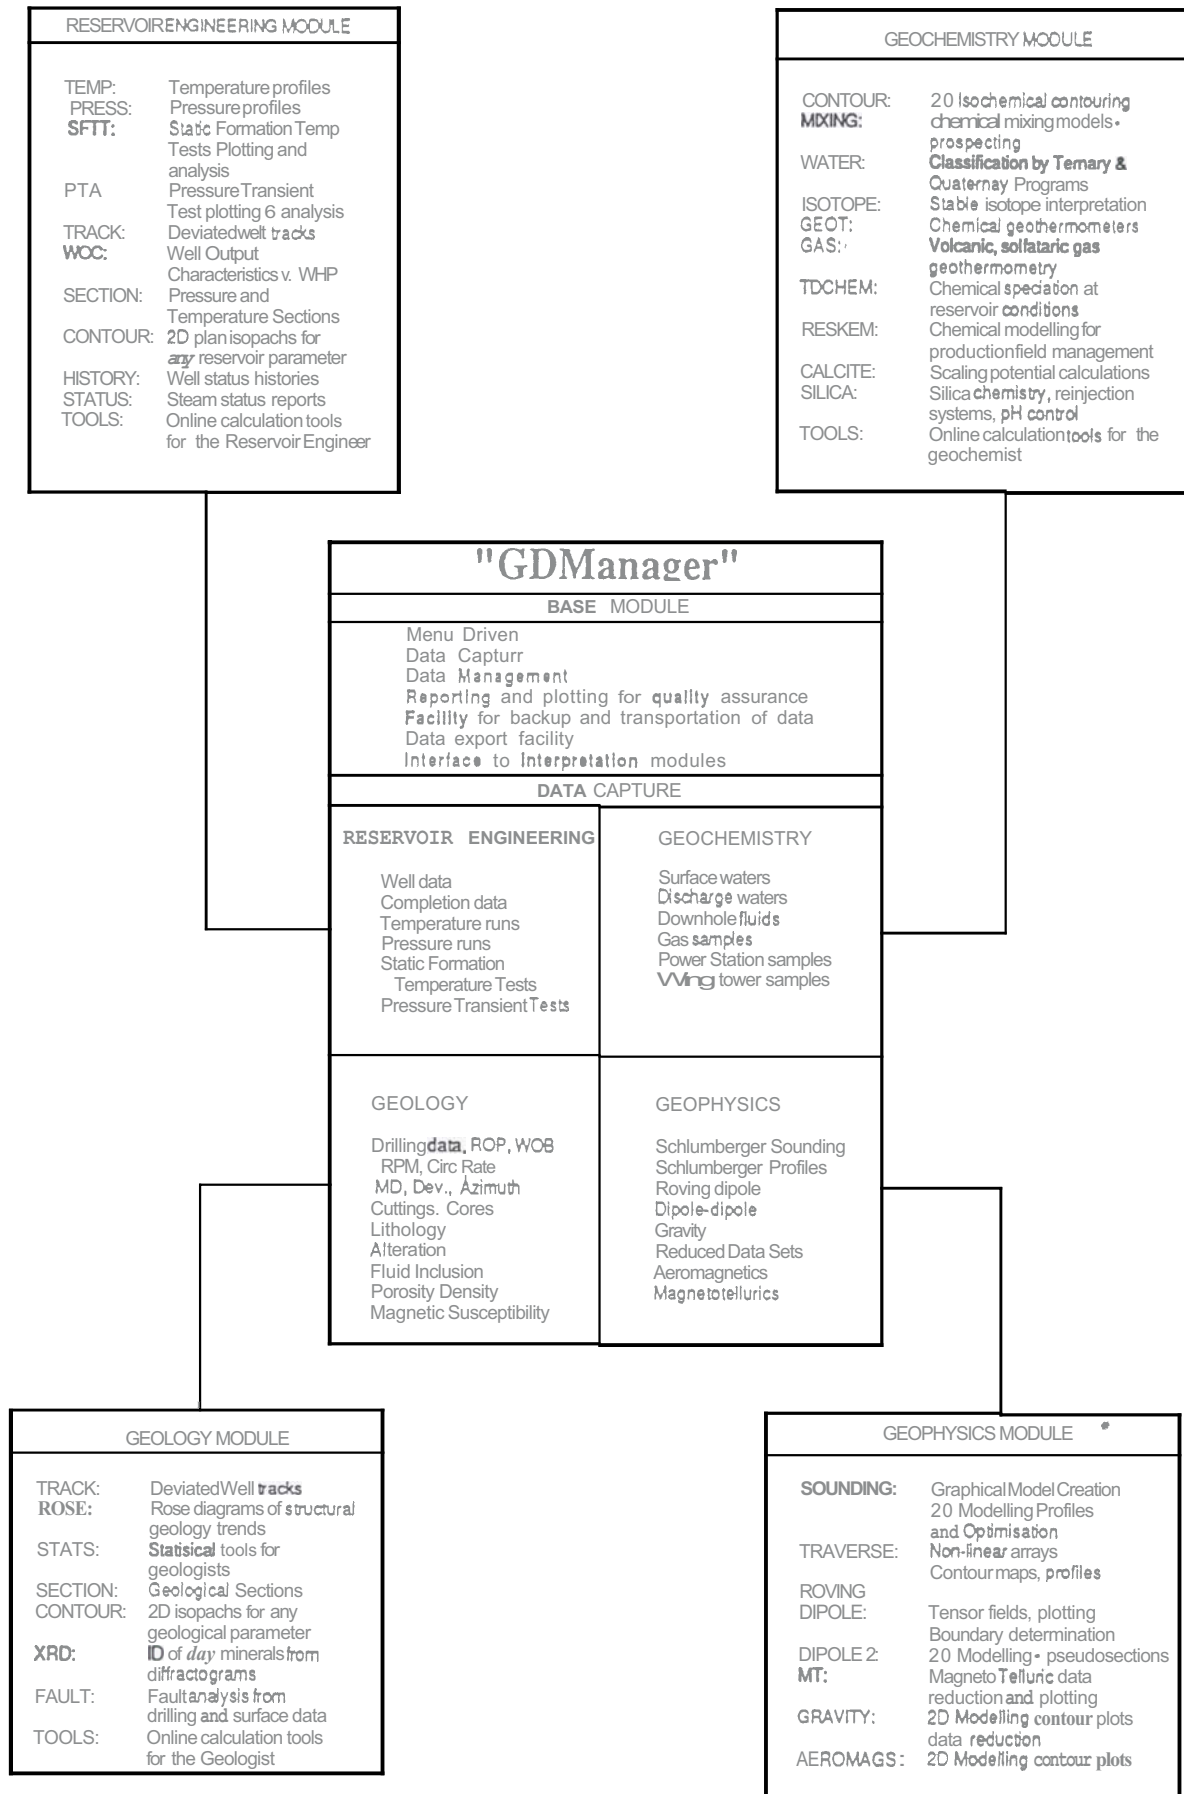 RESERVOIR ENGINEERING MODULE
TEMP: Temperature profiles
PRESS: Pressure profiles
SFTT: Static Formation Temp
Tests Plotting and
analysis
PTA Pressure Transient
Test plotting 6 analysis
TRACK: Deviated welt tracks
WOC: Well Output
Characteristics v. WHP
SECTION: Pressure and
Temperature Sections
CONTOUR: 2D plan isopachs for
any reservoir parameter
HISTORY: Well status histories
STATUS: Steam status reports
TOOLS: Online calculation tools
for the Reservoir Engineer
GEOCHEMISTRY MODULE
CONTOUR: 20 Isochemical contouring
MIXING: chemical mixing models •
prospecting
WATER: Classification by Ternary &
Quaternay Programs
ISOTOPE: Stable isotope interpretation
GEOT: Chemical geothermometers
GAS: Volcanic, solfataric gas
geothermometry
TDCHEM: Chemical speciation at
reservoir conditions
RESKEM: Chemical modelling for
production field management
CALCITE: Scaling potential calculations
SILICA: Silica chemistry, reinjection
systems, pH control
TOOLS: Online calculation tools for the
geochemist
"GDManager"
BASE MODULE
Menu Driven
Data Capturr
Data Management
Reporting and plotting for quality assurance
Facility for backup and transportation of data
Data export facility
Interface to Interpretation modules
DATA CAPTURE
RESERVOIR ENGINEERING
Well data
Completion data
Temperature runs
Pressure runs
Static Formation
Temperature Tests
Pressure Transient Tests
GEOCHEMISTRY
Surface waters
Discharge waters
Downhole fluids
Gas samples
Power Station samples
VVing tower samples
GEOLOGY
Drilling data, ROP, WOB
RPM, Circ Rate
MD, Dev., Azimuth
Cuttings. Cores
Lithology
Alteration
Fluid Inclusion
Porosity Density
Magnetic Susceptibility
GEOPHYSICS
Schlumberger Sounding
Schlumberger Profiles
Roving dipole
Dipole-dipole
Gravity
Reduced Data Sets
Aeromagnetics
Magnetotellurics
GEOLOGY MODULE
TRACK: Deviated Well tracks
ROSE: Rose diagrams of structural
geology trends
STATS: Statisical tools for
geologists
SECTION: Geological Sections
CONTOUR: 2D isopachs for any
geological parameter
XRD: ID of day minerals from
diffractograms
FAULT: Fault analysis from
drilling and surface data
TOOLS: Online calculation tools
for the Geologist
GEOPHYSICS MODULE
SOUNDING: Graphical Model Creation
20 Modelling Profiles
and Optimisation
TRAVERSE: Non-linear arrays
Contour maps, profiles
ROVING
DIPOLE: Tensor fields, plotting
Boundary determination
DIPOLE 2: 20 Modelling • pseudosections
MT: Magneto Telluric data
reduction and plotting
GRAVITY: 2D Modelling contour plots
data reduction
AEROMAGS: 2D Modelling contour plots